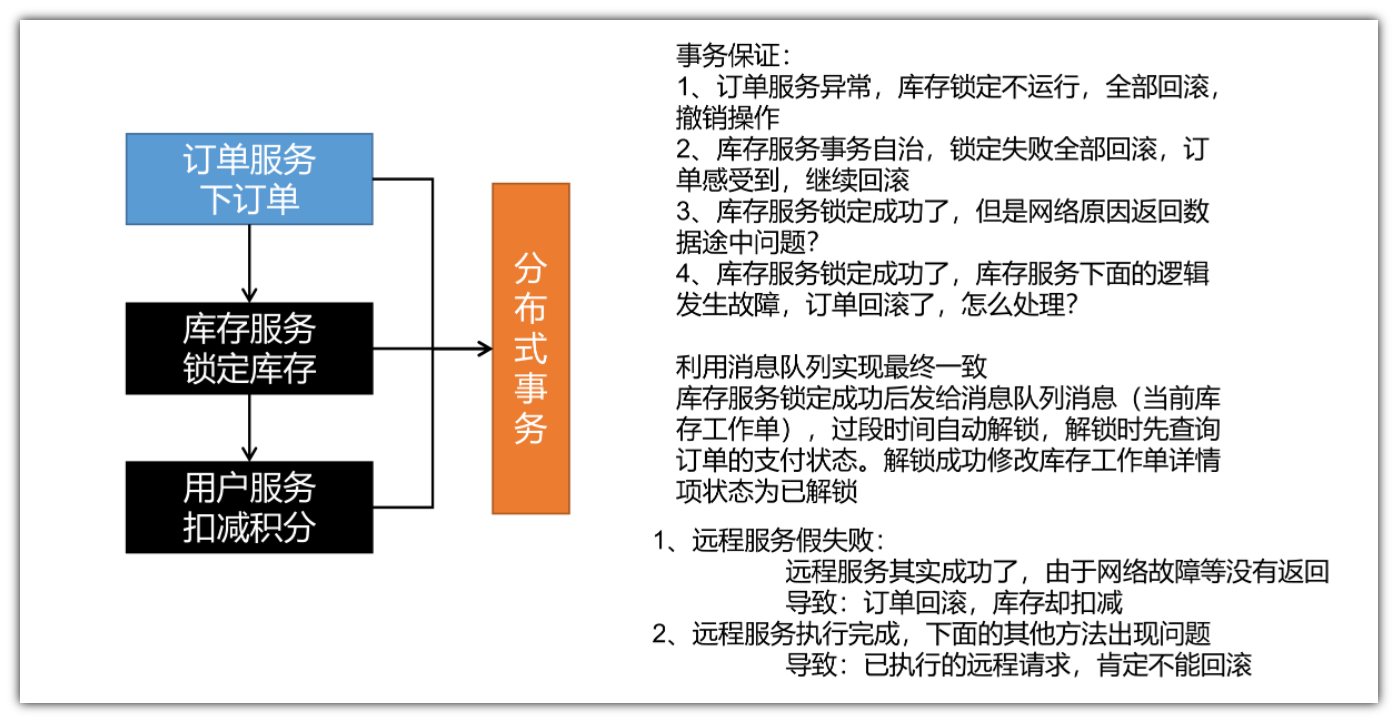 订单服务
下订单
库存服务
锁定库存
用户服务
扣减积分
分
布
式
事
务
事务保证：
1、订单服务异常，库存锁定不运行，全部回滚，
撤销操作
2、库存服务事务自治，锁定失败全部回滚，订
单感受到，继续回滚
3、库存服务锁定成功了，但是网络原因返回数
据途中问题？
4、库存服务锁定成功了，库存服务下面的逻辑
发生故障，订单回滚了，怎么处理？
利用消息队列实现最终一致
库存服务锁定成功后发给消息队列消息（当前库
存工作单），过段时间自动解锁，解锁时先查询
订单的支付状态。解锁成功修改库存工作单详情
项状态为已解锁
1、远程服务假失败：
远程服务其实成功了，由于网络故障等没有返回
导致：订单回滚，库存却扣减
2、远程服务执行完成，下面的其他方法出现问题
导致：已执行的远程请求，肯定不能回滚